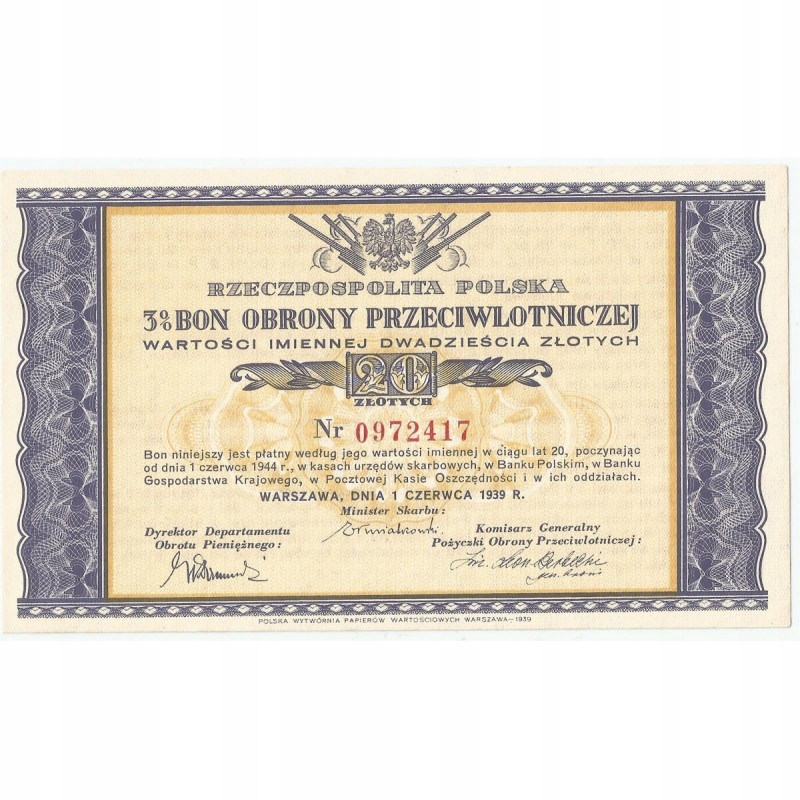 RZECZPOSPOLITA POLSKA
3% BON OBRONY PRZECIWLOTNICZEJ
WARTOŚCI IMIENNEJ DWADZIEŚCIA ZŁOTYCH
20
ZŁOTYCH
Nr 0972417
Bon niniejszy jest płatny według jego wartości imiennej w ciągu lat 20, poczynając
od dnia 1 czerwca 1944 r., w kasach urzędów skarbowych, w Banku Polskim, w Banku
Gospodarstwa Krajowego, w Pocztowej Kasie Oszczędności i w ich oddziałach.
WARSZAWA, DNIA 1 CZERWCA 1939 R.
Minister Skarbu:
Dyrektor Departamentu
Obrotu Pieniężnego:
Komisarz Generalny
Pożyczki Obrony Przeciwlotniczej:
POLSKA WYTWÓRNIA PAPIERÓW WARTOŚCIOWYCH WARSZAWA—1939